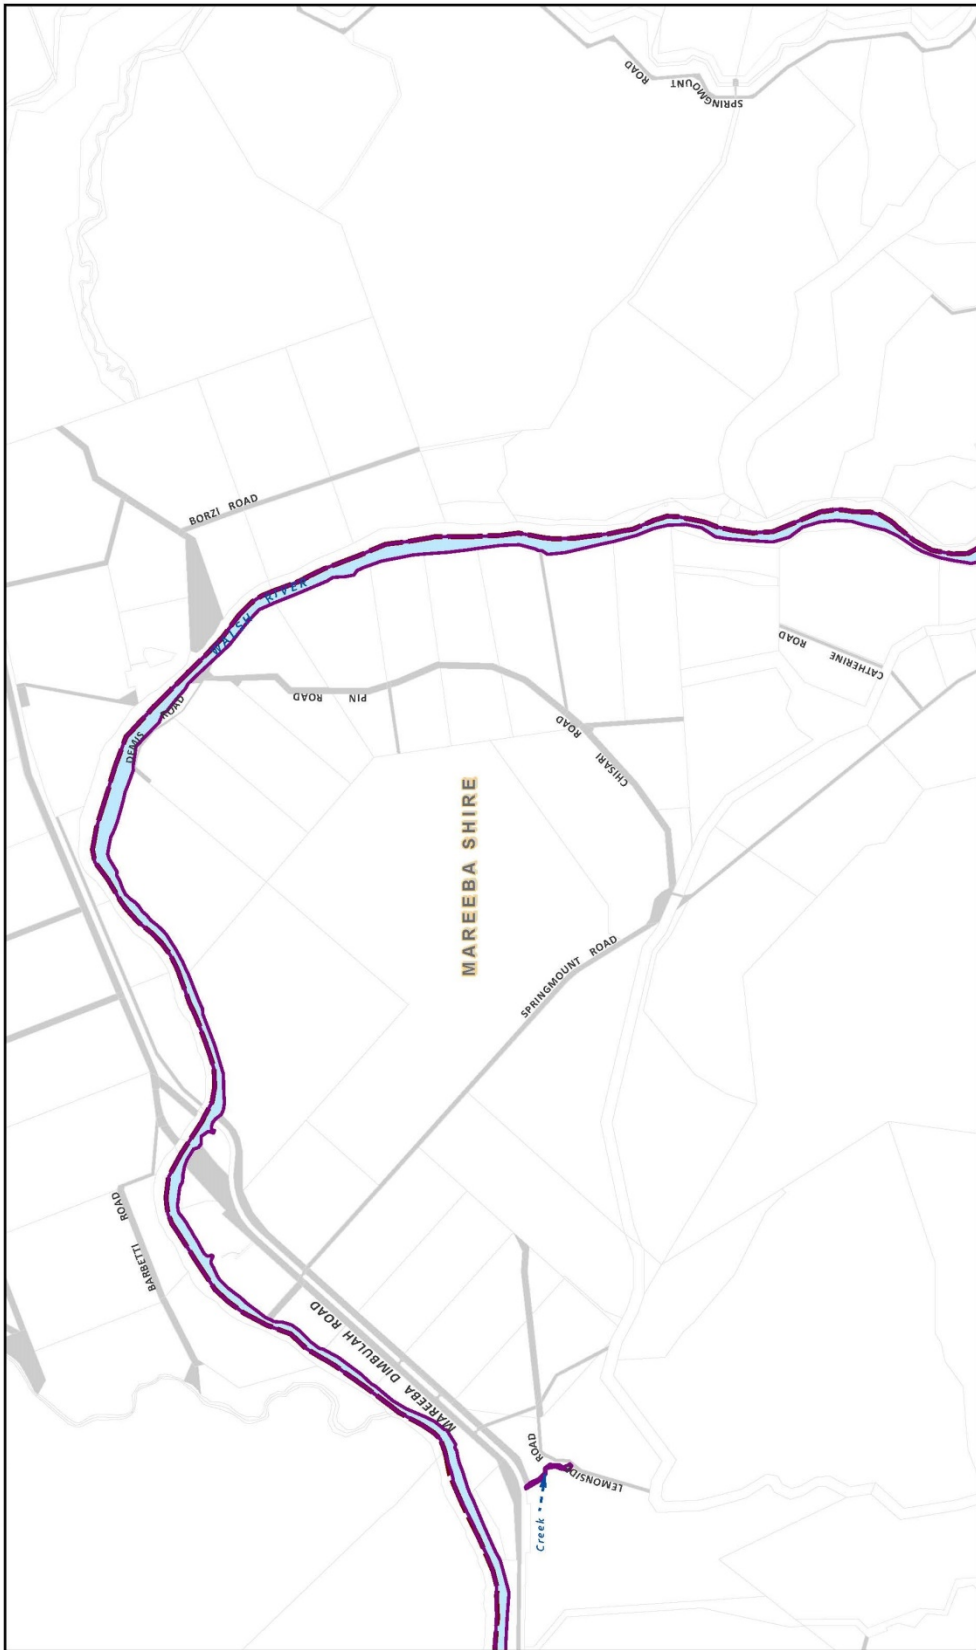 SPRINGMOUNT ROAD
BORZI ROAD
WALSH RIVER
CATHERINE ROAD
PIN ROAD
DEMIS ROAD
CHISARI ROAD
MAREEBA SHIRE
SPRINGMOUNT ROAD
BARBETTI ROAD
MAREEBA DIMBULAH ROAD
LEMONSIDE ROAD
Creek